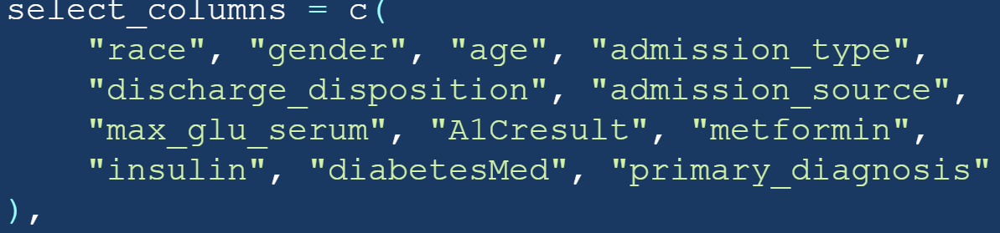 select_columns = c(
"race", "gender", "age", "admission_type",
"discharge_disposition", "admission_source",
"max_glu_serum", "A1Cresult", "metformin",
"insulin", "diabetesMed", "primary_diagnosis"
),